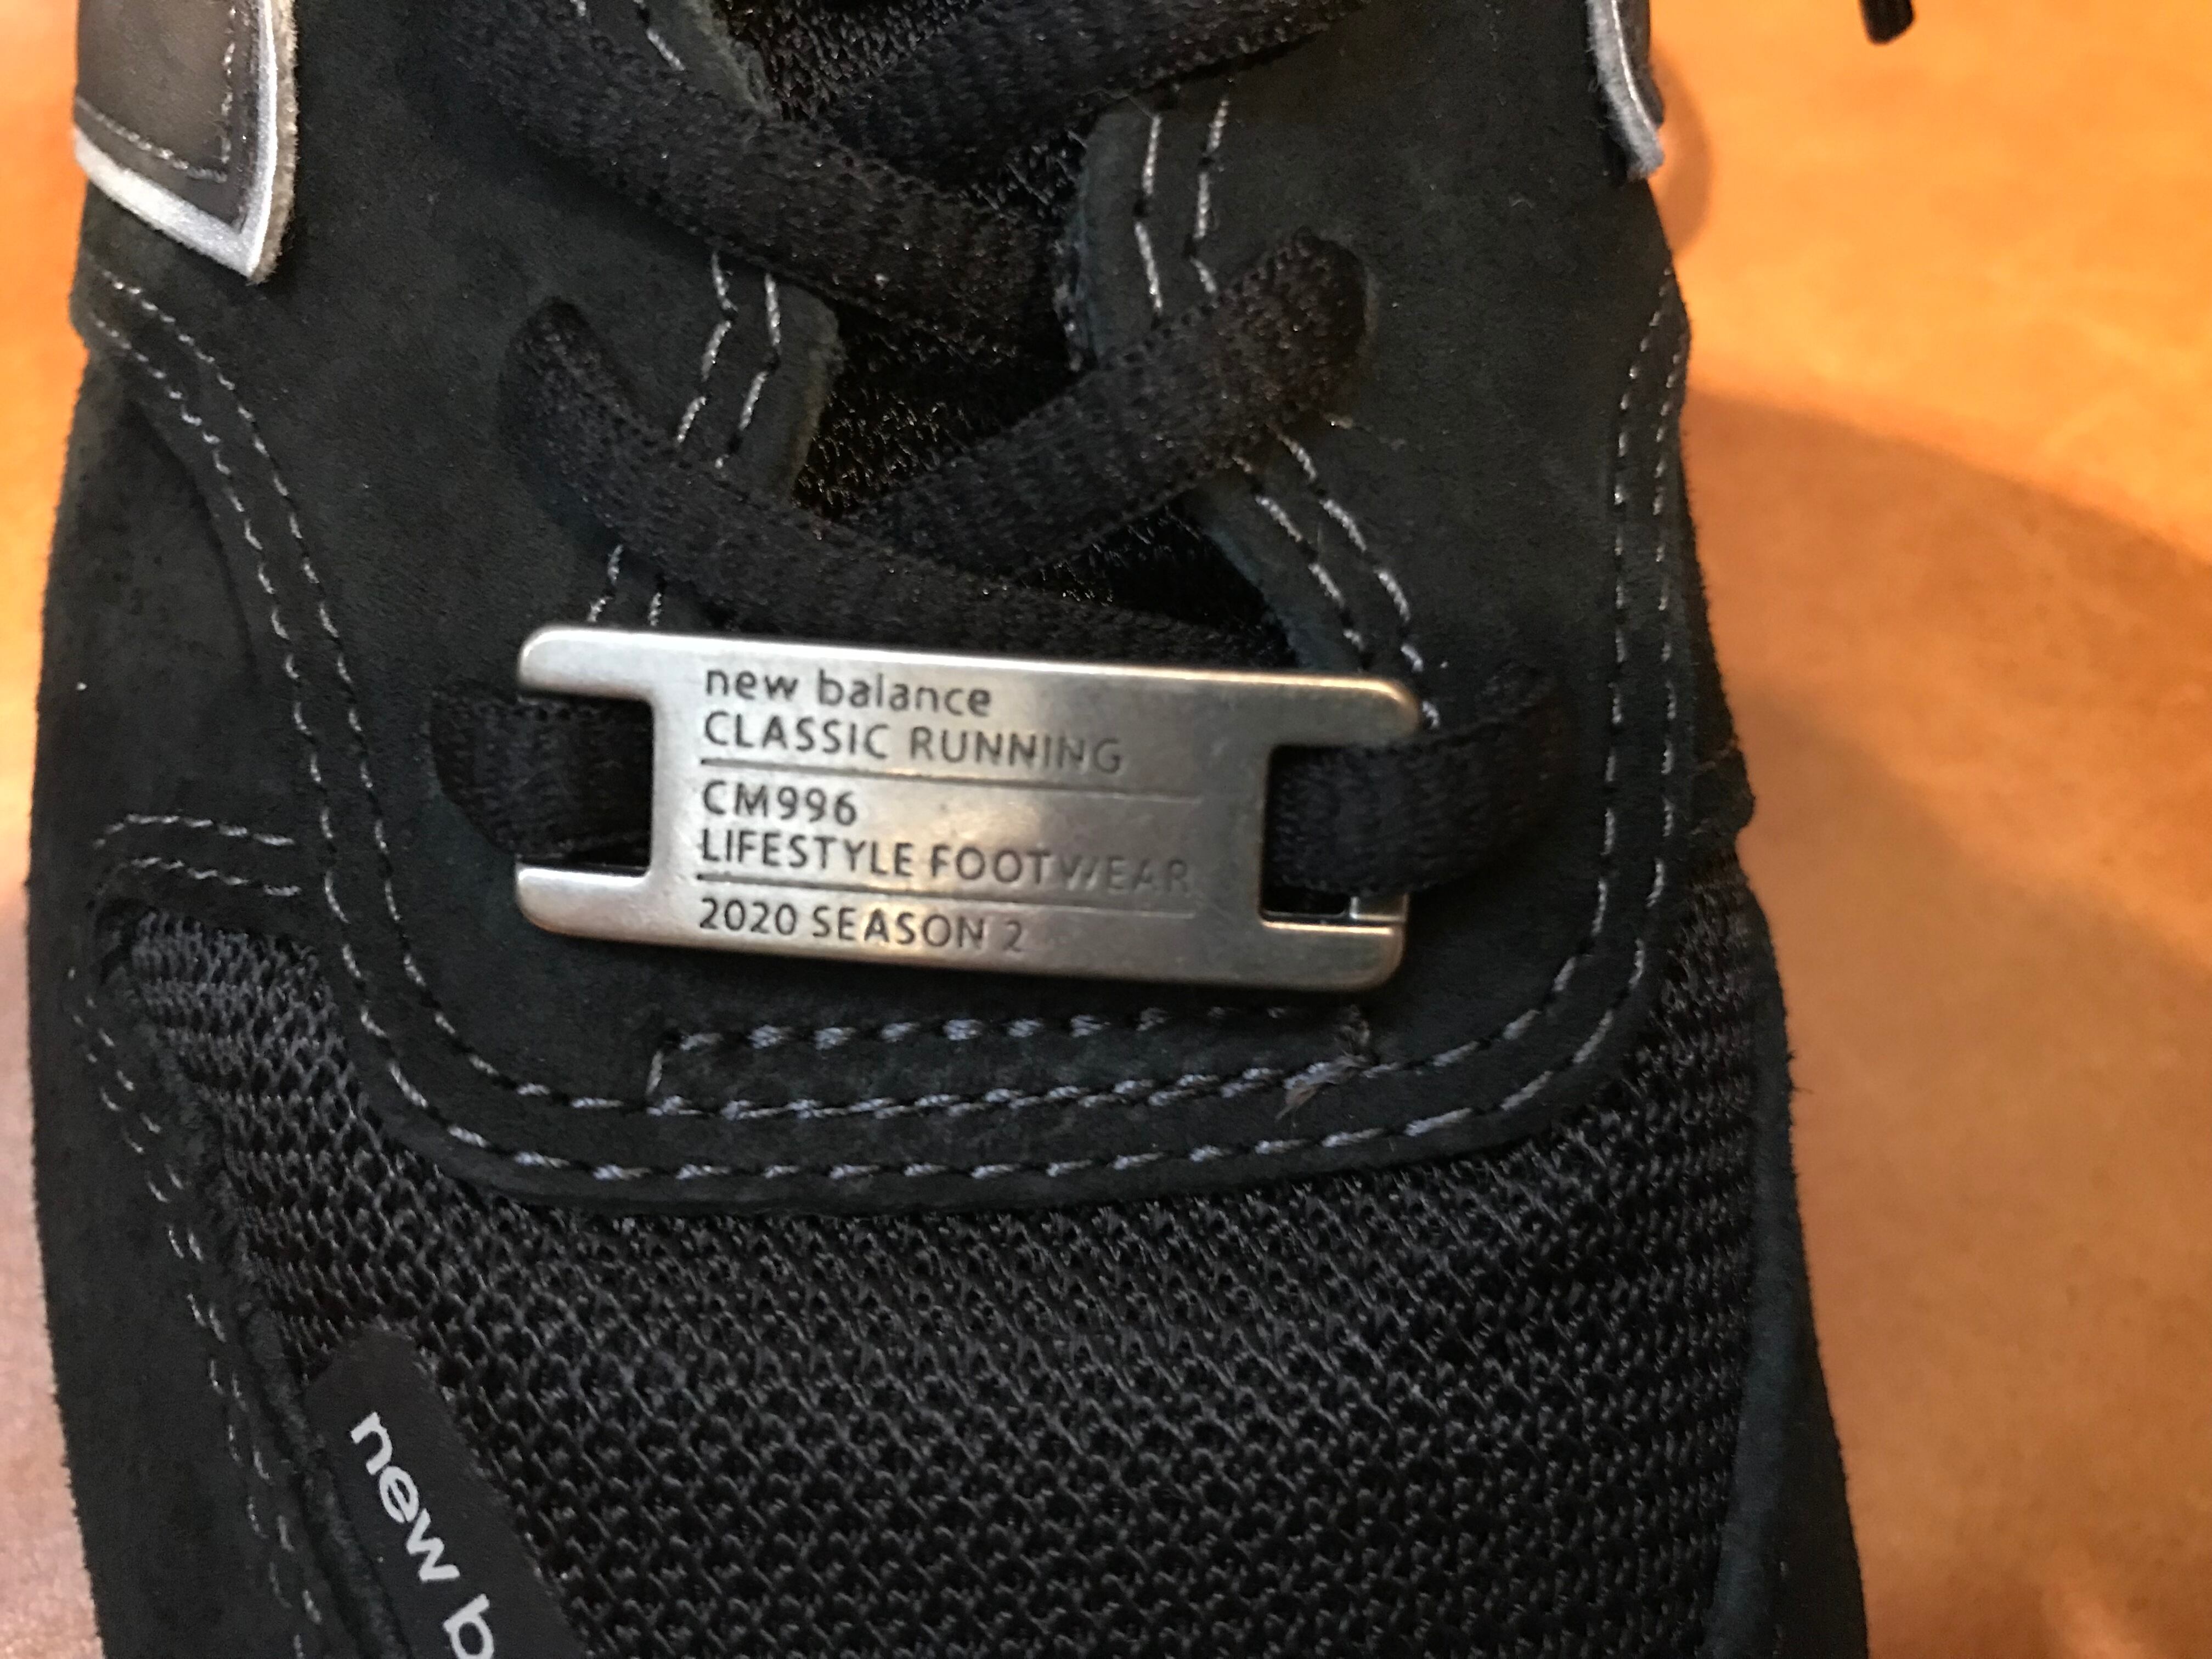 new balance
CLASSIC RUNNING
CM996
LIFESTYLE FOOTWEAR
2020 SEASON 2
new b